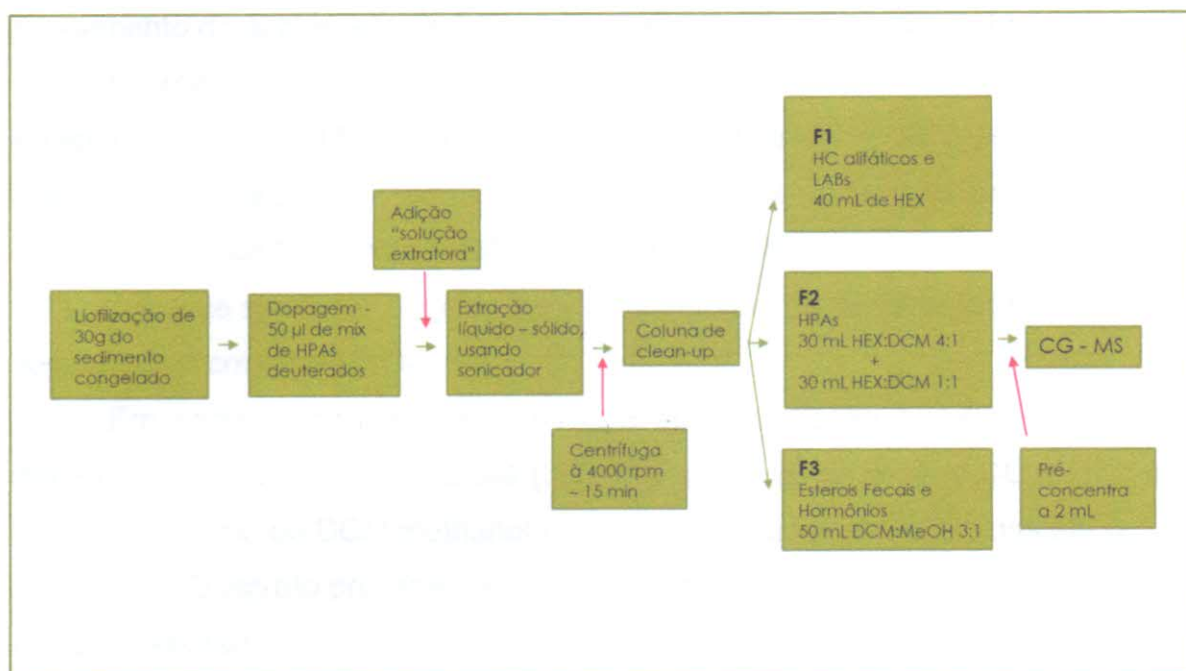 Liofilização de
30g do
sedimento
congelado
Dopagem -
50 µl de mix
de HPAs
deuterados
Adição
"solução
extratora"
Extração
líquido – sólido,
usando
sonicador
Centrífuga
à 4000 rpm
~ 15 min
Coluna de
clean-up
F1
HC alifáticos e
LABs
40 mL de HEX
F2
HPAs
30 mL HEX:DCM 4:1
+
30 mL HEX:DCM 1:1
F3
Esterois Fecais e
Hormônios
50 mL DCM:MeOH 3:1
Pré-
concentra
a 2 mL
CG - MS